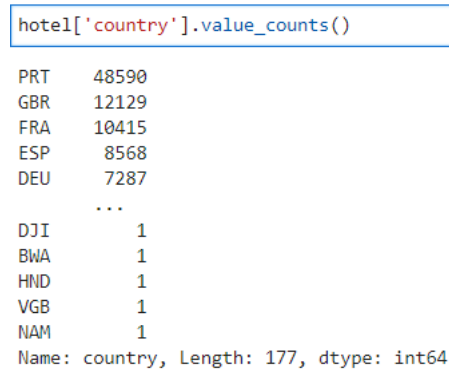 hotel['country'].value_counts()
PRT 48590
GBR 12129
FRA 10415
ESP 8568
DEU 7287
...
DJI 1
BWA 1
HND 1
VGB 1
NAM 1
Name: country, Length: 177, dtype: int64